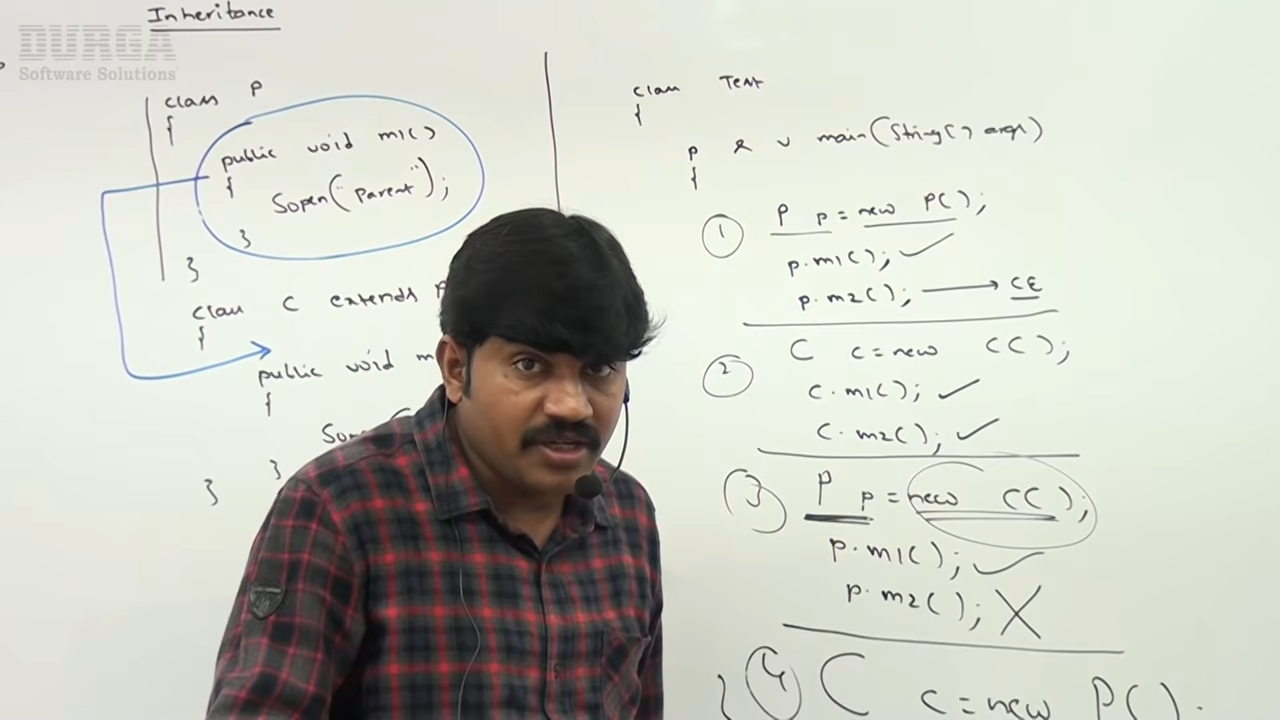 Inheritance
DURGA
Software Solutions
class P
{
public void m1()
{
Sopen("parent");
}
}
class C extends P
{
public void m
{
Sop
}
}
class Test
{
p s v main(String[] args)
{
① P p = new P();
p.m1(); ✓
p.m2(); → CE
② C c = new C();
c.m1(); ✓
c.m2(); ✓
③ P p = new C();
p.m1(); ✓
p.m2(); X
④ C c = new P();
}